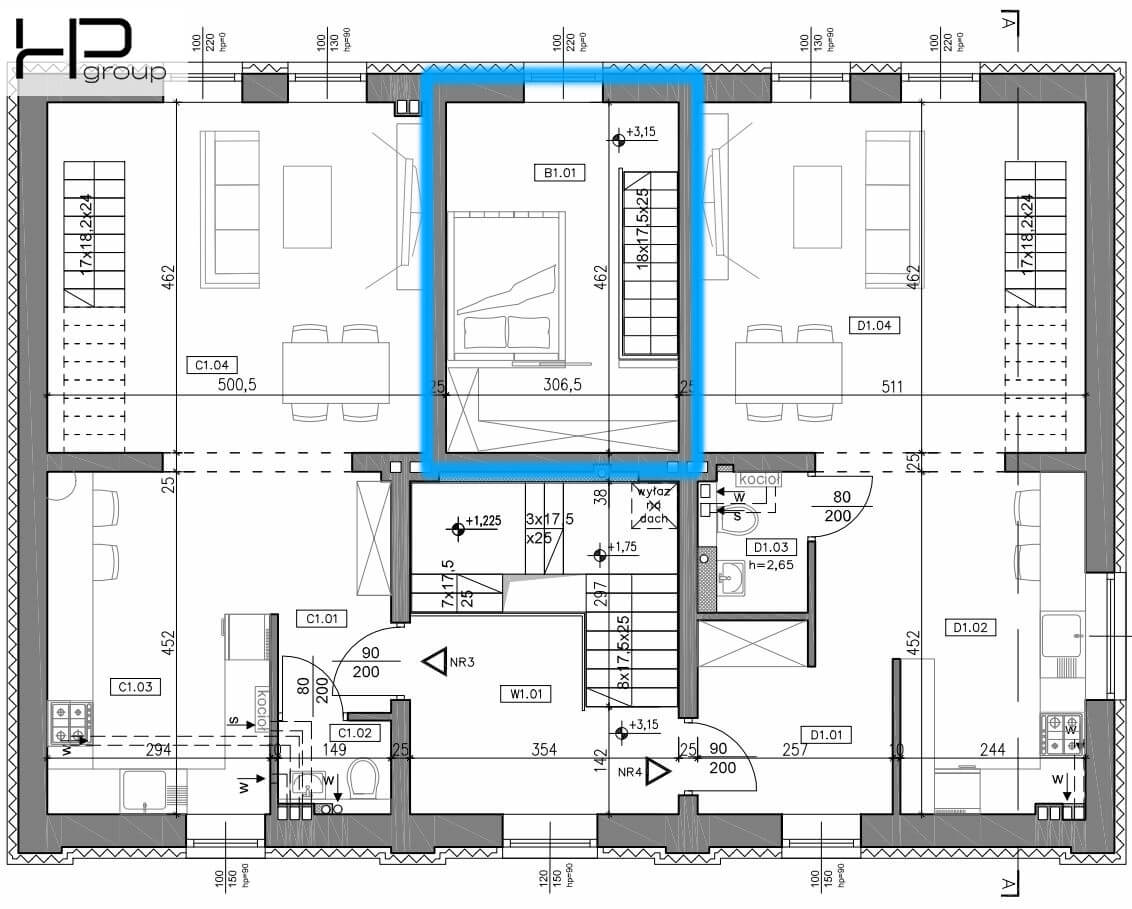 HP
group
100
220
hp=0
100
130
hp=90
100
220
hp=0
100
130
hp=90
100
220
hp=0
A
+3,15
B1.01
17x18,2x24
18x17,5x25
17x18,2x24
462
462
462
D1.04
C1.04
500,5
25
306,5
25
511
25
38
25
wyłaz
na
dach
kocioł
w
s
80
200
+1,225
3x17,5
x25
+1,75
D1.03
h=2,65
7x17,5
25
297
C1.01
8x17,5x25
D1.02
452
452
90
200
NR3
80
200
C1.03
W1.01
kocioł
s
C1.02
+3,15
D1.01
w
w
294
10
149
25
354
142
25
90
200
257
10
244
NR4
w
w
w
w
100
150
hp=90
120
150
hp=90
100
150
hp=90
A